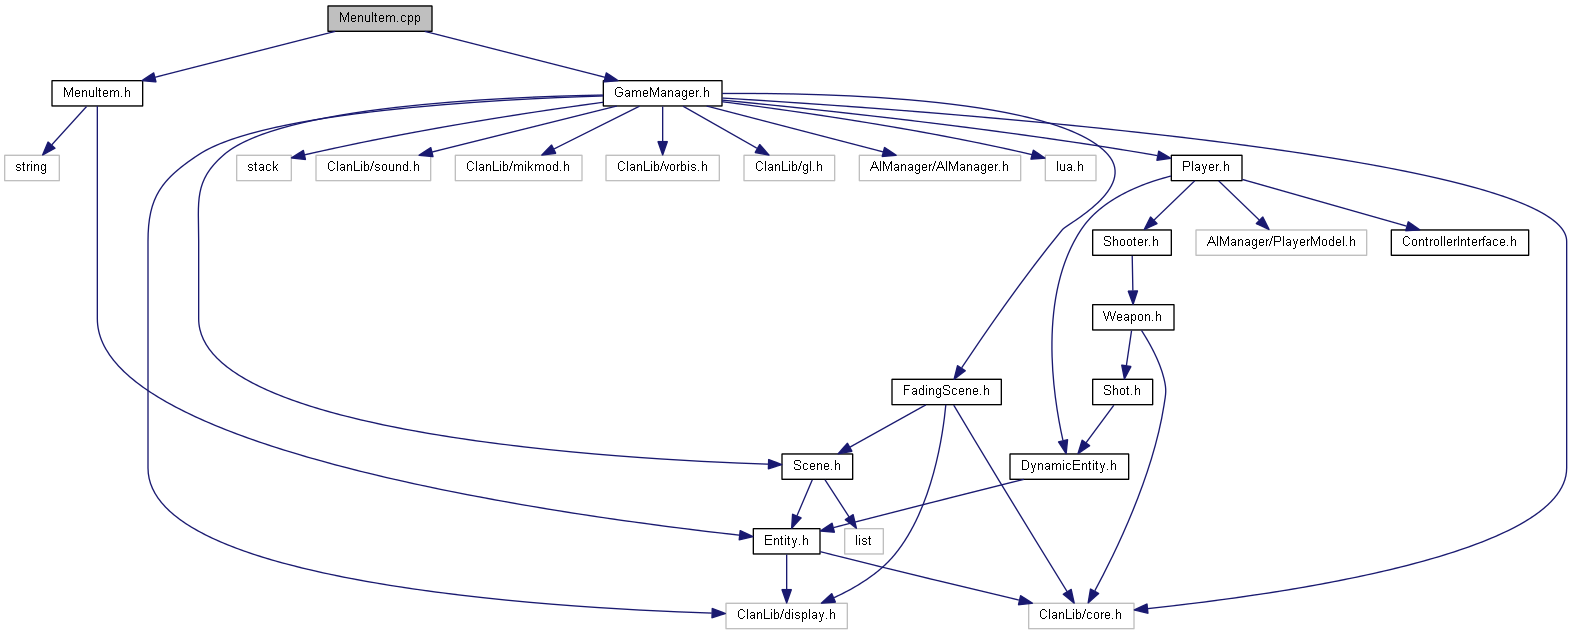 MenuItem.cpp
MenuItem.h
GameManager.h
string
stack
ClanLib/sound.h
ClanLib/mikmod.h
ClanLib/vorbis.h
ClanLib/gl.h
AIManager/AIManager.h
lua.h
Player.h
Shooter.h
AIManager/PlayerModel.h
ControllerInterface.h
Weapon.h
FadingScene.h
Shot.h
Scene.h
DynamicEntity.h
Entity.h
list
ClanLib/display.h
ClanLib/core.h